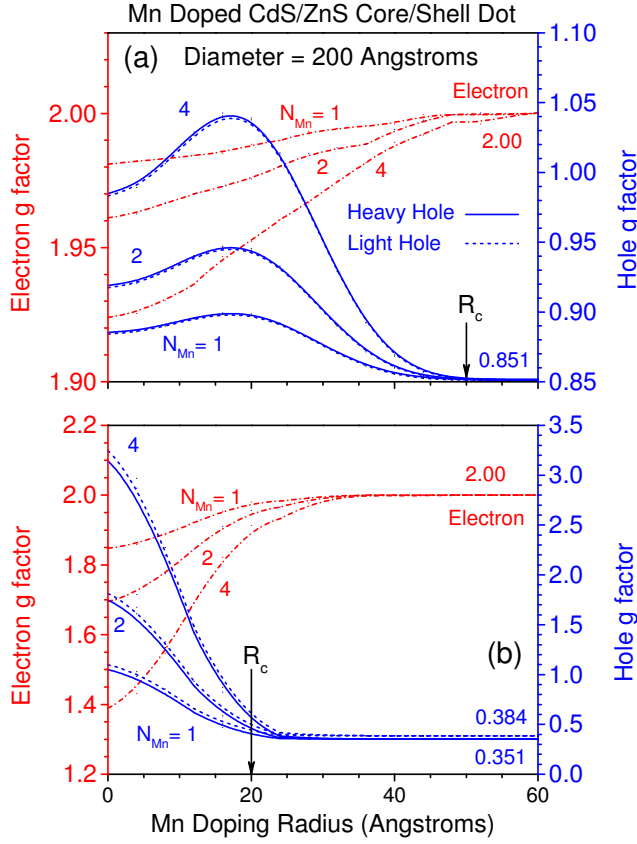 Mn Doped CdS/ZnS Core/Shell Dot
(a) Diameter = 200 Angstroms
Electron g factor
2.00
1.95
1.90
Hole g factor
1.10
1.05
1.00
0.95
0.90
0.85
4
N_Mn = 1
Electron
2.00
2
4
Heavy Hole
Light Hole
2
R_c
N_Mn = 1
0.851
Electron g factor
2.2
2.0
1.8
1.6
1.4
1.2
Hole g factor
3.5
3.0
2.5
2.0
1.5
1.0
0.5
0.0
4
2.00
N_Mn = 1
Electron
2
4
2
R_c
(b)
N_Mn = 1
0.384
0.351
0 10 20 30 40 50 60
Mn Doping Radius (Angstroms)